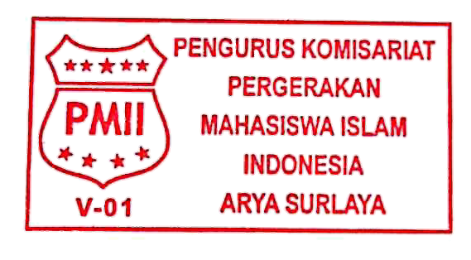 PMII
V-01
PENGURUS KOMISARIAT
PERGERAKAN
MAHASISWA ISLAM
INDONESIA
ARYA SURLAYA